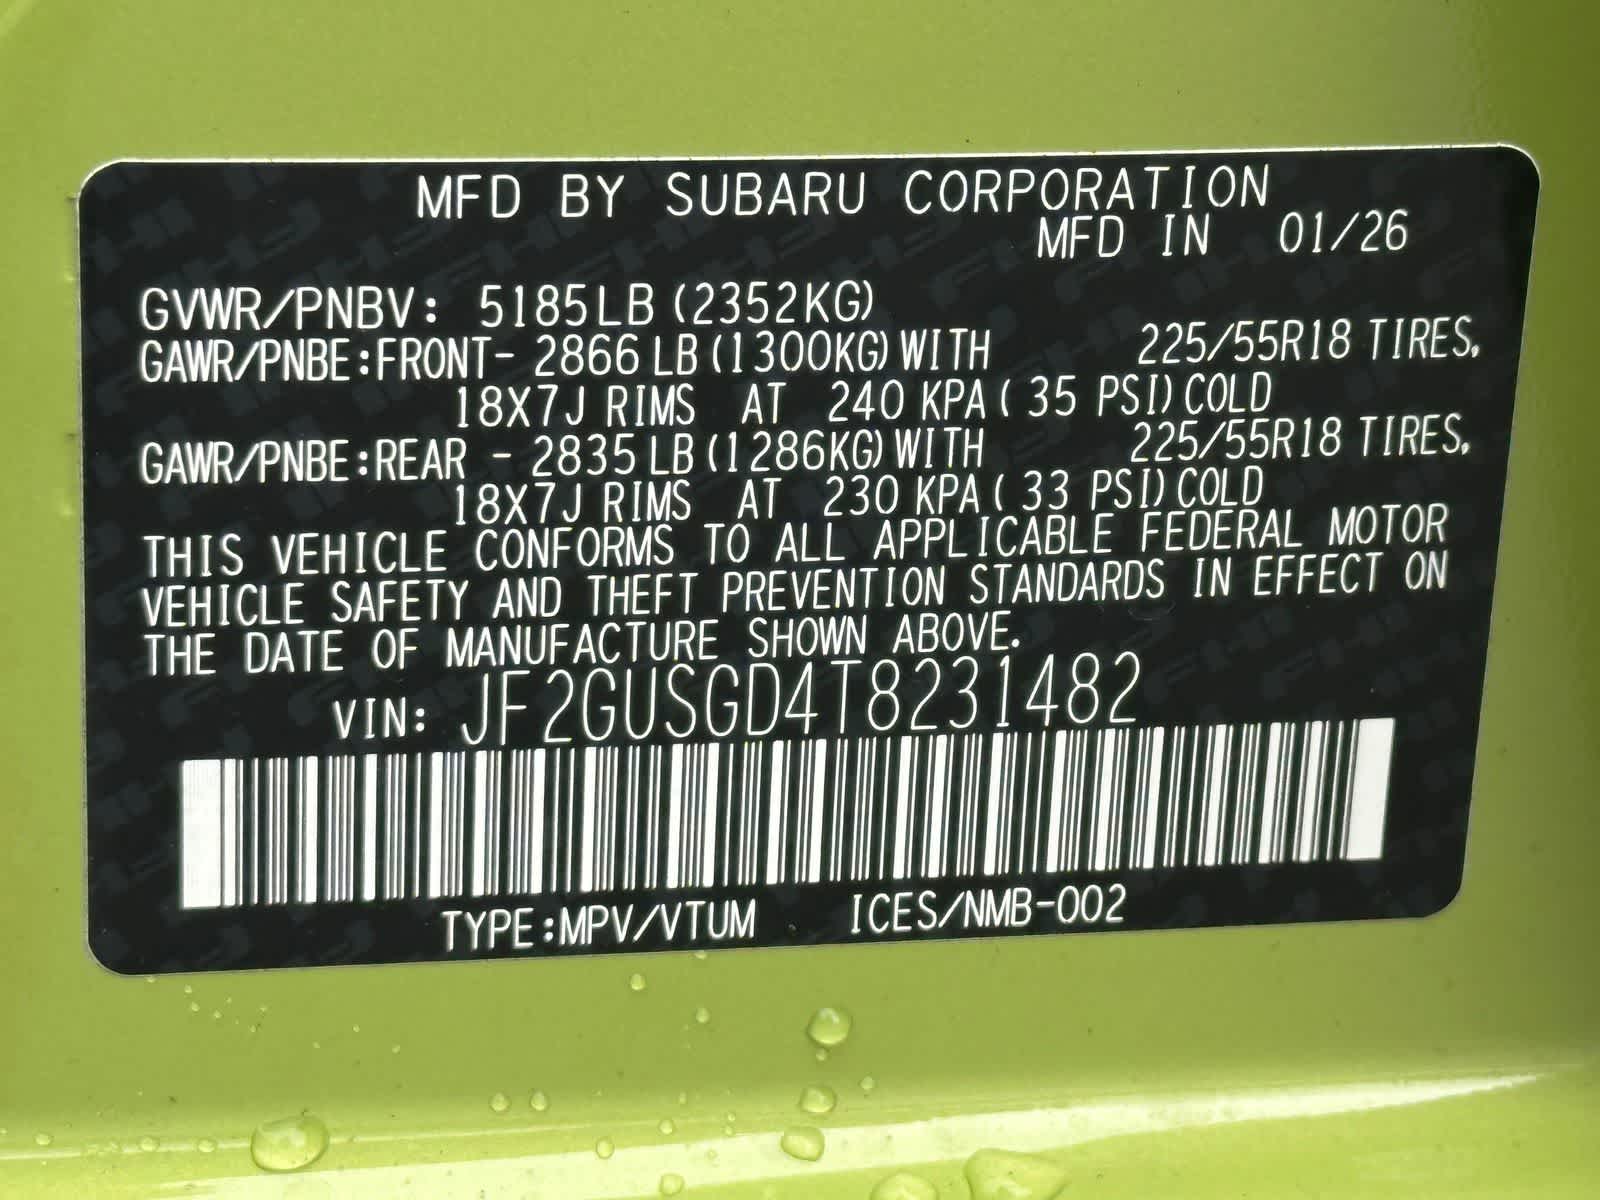 MFD BY SUBARU CORPORATION
MFD IN 01/26
GVWR/PNBV: 5185LB (2352KG)
GAWR/PNBE:FRONT- 2866 LB (1300KG) WITH 225/55R18 TIRES,
18X7J RIMS AT 240 KPA ( 35 PSI) COLD
GAWR/PNBE:REAR - 2835 LB (1286KG) WITH 225/55R18 TIRES,
18X7J RIMS AT 230 KPA ( 33 PSI) COLD
THIS VEHICLE CONFORMS TO ALL APPLICABLE FEDERAL MOTOR
VEHICLE SAFETY AND THEFT PREVENTION STANDARDS IN EFFECT ON
THE DATE OF MANUFACTURE SHOWN ABOVE.
VIN: JF2GUSGD4T8231482
TYPE:MPV/VTUM ICES/NMB-002